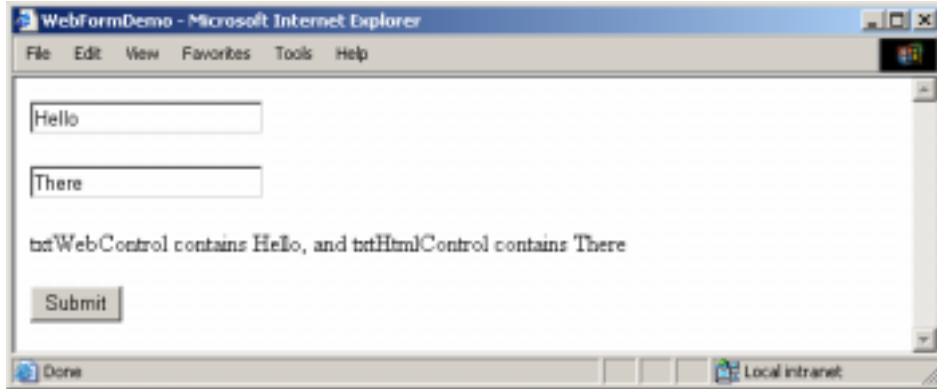 WebFormDemo - Microsoft Internet Explorer
File Edit View Favorites Tools Help
Hello
There
txtWebControl contains Hello, and txtHtmlControl contains There
Submit
Done Local intranet